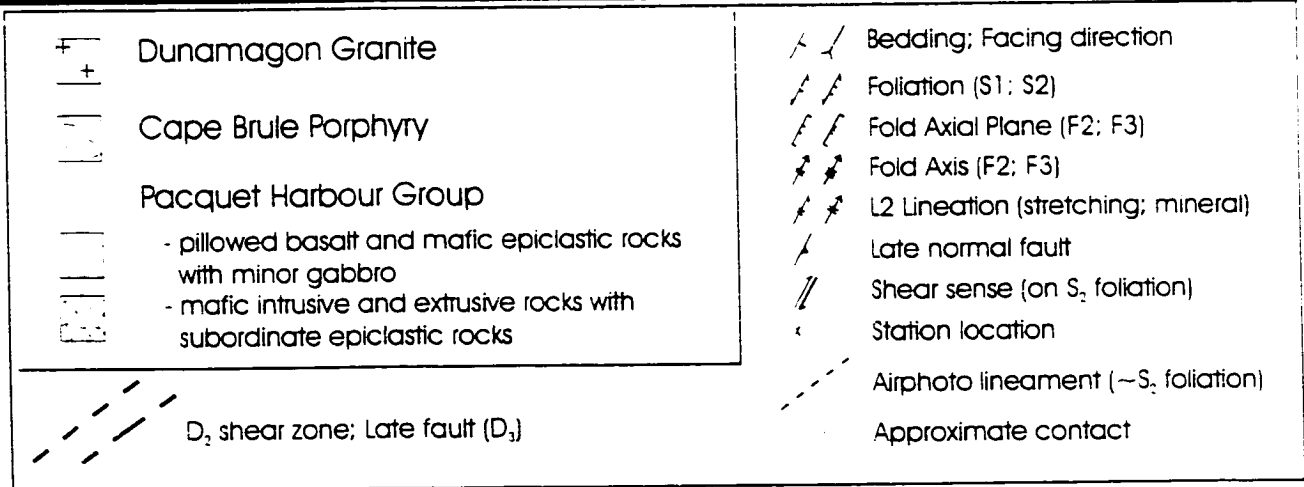 Dunamagon Granite
Cape Brule Porphyry
Pacquet Harbour Group
- pillowed basalt and mafic epiclastic rocks
with minor gabbro
- mafic intrusive and extrusive rocks with
subordinate epiclastic rocks
D₂ shear zone; Late fault (D₃)
Bedding; Facing direction
Foliation (S1; S2)
Fold Axial Plane (F2; F3)
Fold Axis (F2; F3)
L2 Lineation (stretching; mineral)
Late normal fault
Shear sense (on S₂ foliation)
Station location
Airphoto lineament (~S₂ foliation)
Approximate contact